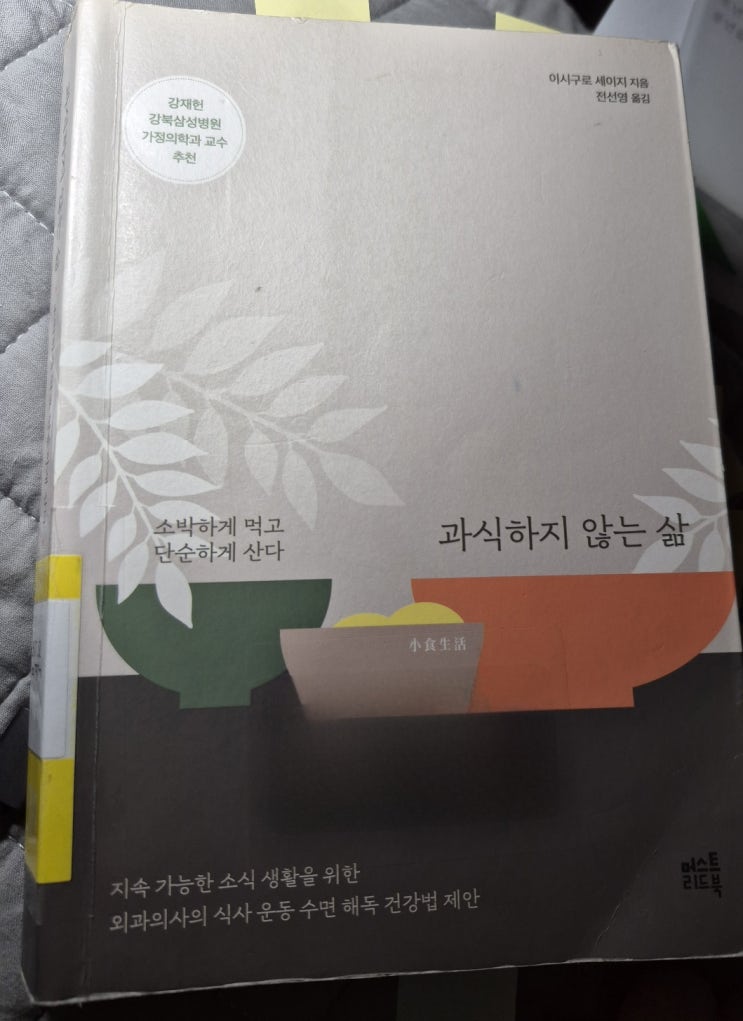 강재헌
강북삼성병원
가정의학과 교수
추천
이시구로 세이지 지음
전선영 옮김
소박하게 먹고
단순하게 산다
과식하지 않는 삶
小食生活
지속 가능한 소식 생활을 위한
외과의사의 식사 운동 수면 해독 건강법 제안
머스트
리드북